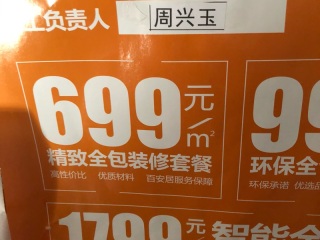 工负责人 周兴玉
699元/m²
精致全包装修套餐
高性价比 优质材料 百安居服务保障
99
环保全
环保承诺 优选品
1799元 智能全